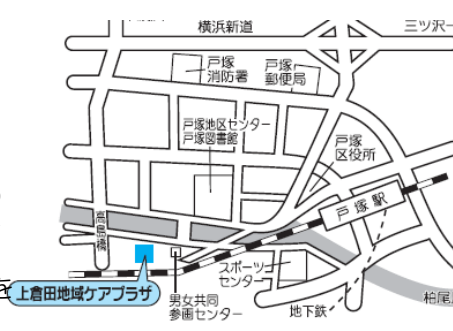 横浜新道
三ツ沢
戸塚
消防署
戸塚
郵便局
戸塚地区センター
戸塚図書館
戸塚
区役所
戸塚駅
高島橋
スポーツ
センター
上倉田地域ケアプラザ
男女共同
参画センター
地下鉄
柏尾